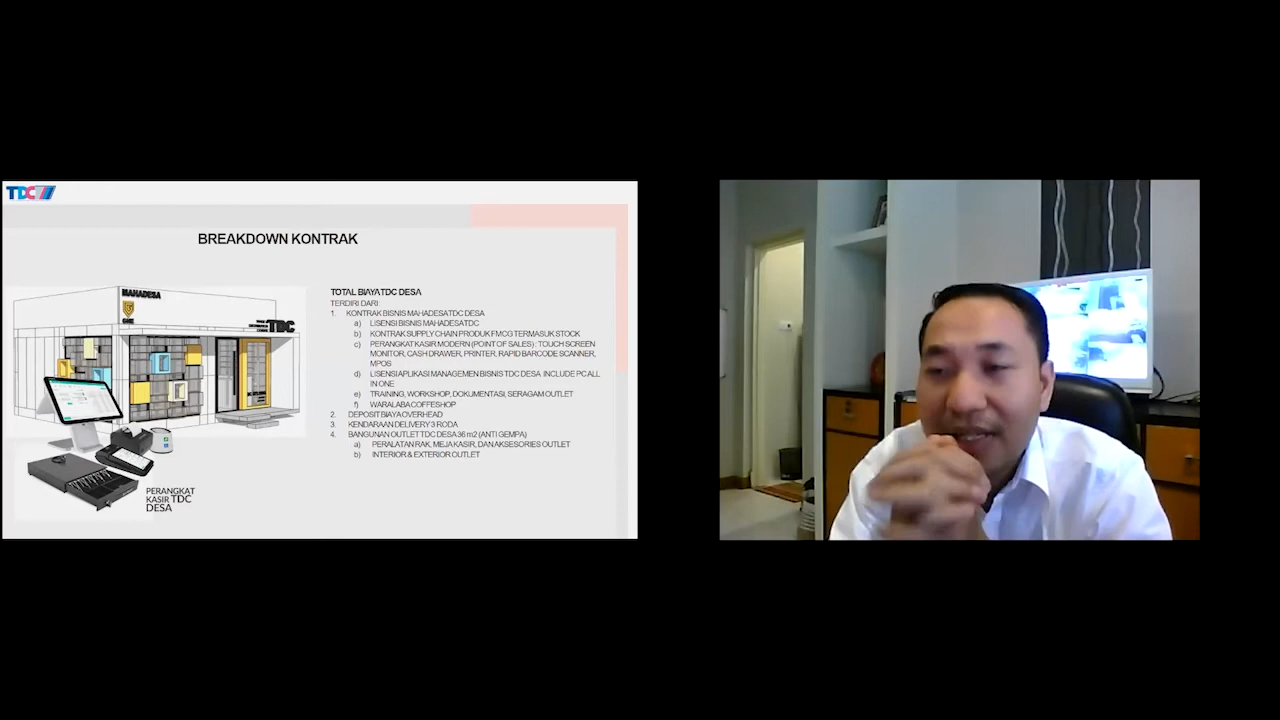 TDC
BREAKDOWN KONTRAK
MAHADESA
TDC
PERANGKAT
KASIR TDC
DESA
TOTAL BIAYA TDC DESA
TERDIRI DARI
1. KONTRAK BISNIS MAHADESA TDC DESA
a) LISENSI BISNIS MAHADESA TDC
b) KONTRAK SUPPLY CHAIN PRODUK FMCG TERMASUK STOCK
c) PERANGKAT KASIR MODERN (POINT OF SALES) : TOUCH SCREEN
MONITOR, CASH DRAWER, PRINTER, RAPID BARCODE SCANNER,
MPOS
d) LISENSI APLIKASI MANAGEMEN BISNIS TDC DESA INCLUDE PC ALL
IN ONE
e) TRAINING, WORKSHOP, DOKUMENTASI, SERAGAM OUTLET
f) WARALABA COFFESHOP
2. DEPOSIT BIAYA OVERHEAD
3. KENDARAAN DELIVERY 3 RODA
4. BANGUNAN OUTLET TDC DESA 36 m2 (ANTI GEMPA)
a) PERALATAN RAK, MEJA KASIR, DAN AKSESORIES OUTLET
b) INTERIOR & EXTERIOR OUTLET